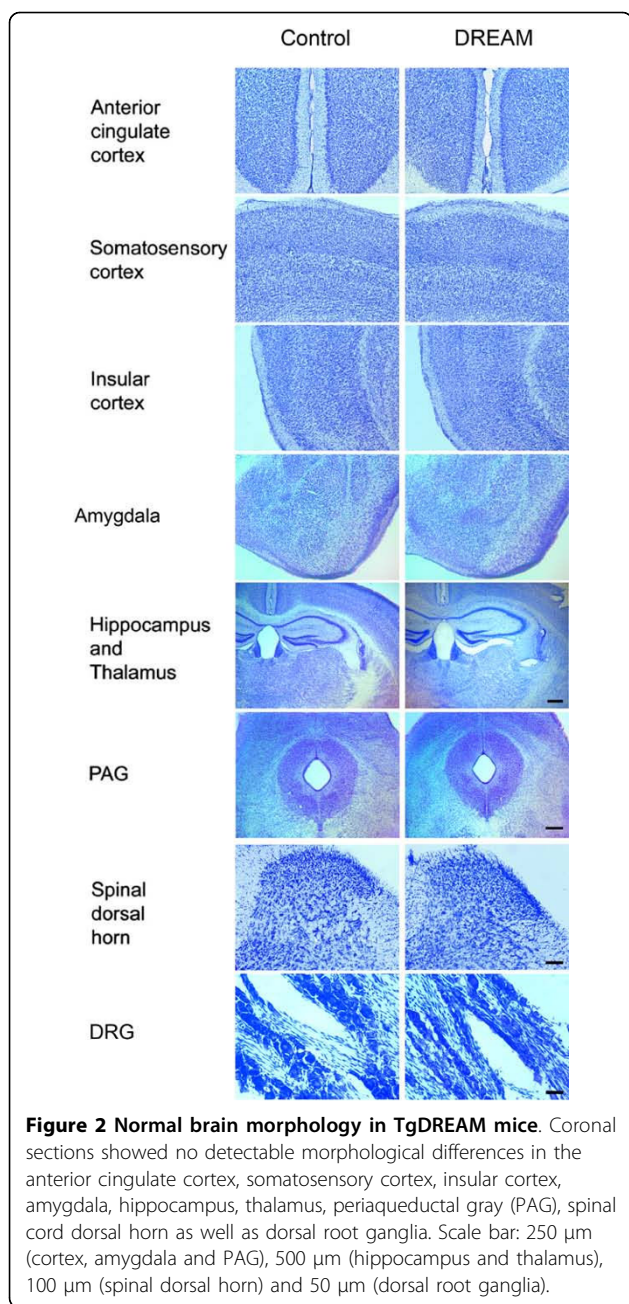 Control DREAM
Anterior
cingulate
cortex
Somatosensory
cortex
Insular
cortex
Amygdala
Hippocampus
and
Thalamus
PAG
Spinal
dorsal
horn
DRG
Figure 2 Normal brain morphology in TgDREAM mice. Coronal
sections showed no detectable morphological differences in the
anterior cingulate cortex, somatosensory cortex, insular cortex,
amygdala, hippocampus, thalamus, periaqueductal gray (PAG), spinal
cord dorsal horn as well as dorsal root ganglia. Scale bar: 250 μm
(cortex, amygdala and PAG), 500 μm (hippocampus and thalamus),
100 μm (spinal dorsal horn) and 50 μm (dorsal root ganglia).